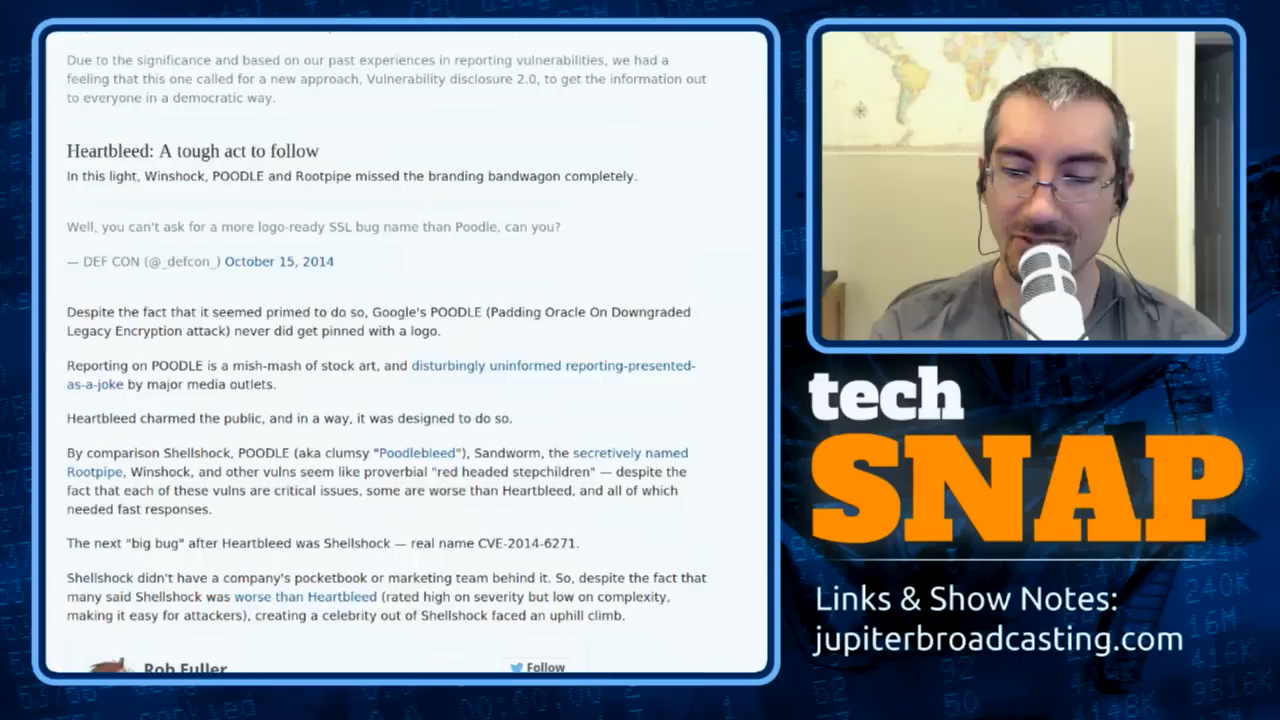 Due to the significance and based on our past experiences in reporting vulnerabilities, we had a
feeling that this one called for a new approach, Vulnerability disclosure 2.0, to get the information out
to everyone in a democratic way.
Heartbleed: A tough act to follow
In this light, Winshock, POODLE and Rootpipe missed the branding bandwagon completely.
Well, you can't ask for a more logo-ready SSL bug name than Poodle, can you?
— DEF CON (@_defcon_) October 15, 2014
Despite the fact that it seemed primed to do so, Google's POODLE (Padding Oracle On Downgraded
Legacy Encryption attack) never did get pinned with a logo.
Reporting on POODLE is a mish-mash of stock art, and disturbingly uninformed reporting-presented-
as-a-joke by major media outlets.
Heartbleed charmed the public, and in a way, it was designed to do so.
By comparison Shellshock, POODLE (aka clumsy "Poodlebleed"), Sandworm, the secretively named
Rootpipe, Winshock, and other vulns seem like proverbial "red headed stepchildren" — despite the
fact that each of these vulns are critical issues, some are worse than Heartbleed, and all of which
needed fast responses.
The next "big bug" after Heartbleed was Shellshock — real name CVE-2014-6271.
Shellshock didn't have a company's pocketbook or marketing team behind it. So, despite the fact that
many said Shellshock was worse than Heartbleed (rated high on severity but low on complexity,
making it easy for attackers), creating a celebrity out of Shellshock faced an uphill climb.
Rob Fuller
Follow
tech
SNAP
Links & Show Notes:
jupiterbroadcasting.com